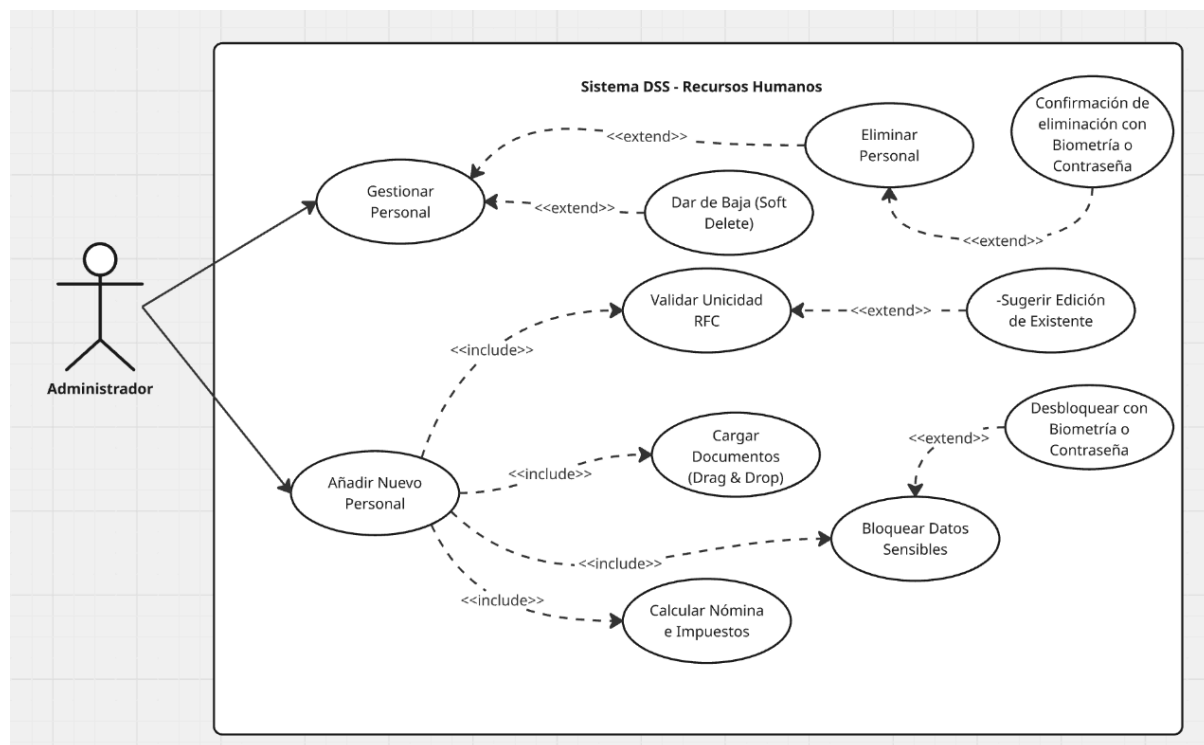 Sistema DSS - Recursos Humanos
Confirmación de
eliminación con
Biometría o
Contraseña
<<extend>>
Eliminar
Personal
Gestionar
Personal
<<extend>>
Dar de Baja (Soft
Delete)
<<extend>>
Validar Unicidad
RFC
<<extend>>
-Sugerir Edición
de Existente
<<include>>
Administrador
Desbloquear con
Biometría o
Contraseña
<<extend>>
Cargar
Documentos
(Drag & Drop)
<<include>>
Añadir Nuevo
Personal
Bloquear Datos
Sensibles
<<include>>
<<include>>
Calcular Nómina
e Impuestos